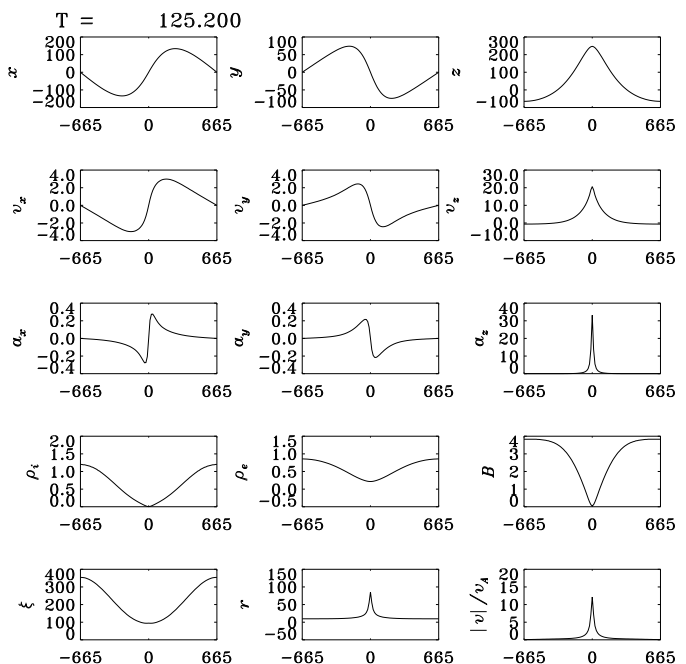 T = 125.200
200
100
0
−100
−200
x
−665 0 665
100
50
0
−50
−100
y
−665 0 665
300
200
100
0
−100
z
−665 0 665
4.0
2.0
0
−2.0
−4.0
v_x
−665 0 665
4.0
2.0
0
−2.0
−4.0
v_y
−665 0 665
30.0
20.0
10.0
0
−10.0
v_z
−665 0 665
0.4
0.2
0.0
−0.2
−0.4
a_x
−665 0 665
0.4
0.2
0.0
−0.2
−0.4
a_y
−665 0 665
40
30
20
10
0
a_z
−665 0 665
2.0
1.5
1.0
0.5
0.0
ρ_i
−665 0 665
1.5
1.0
0.5
0.0
−0.5
ρ_e
−665 0 665
4
3
2
1
0
B
−665 0 665
400
300
200
100
0
ξ
−665 0 665
150
100
50
0
−50
r
−665 0 665
20
15
10
5
0
|v|/v_A
−665 0 665